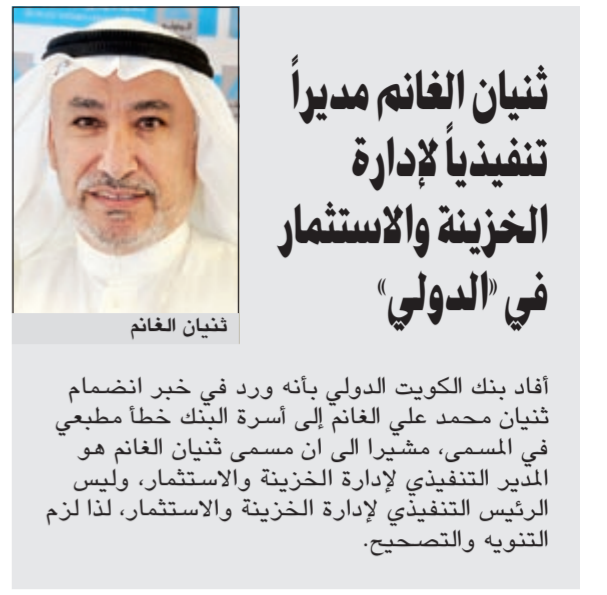 ثنيان الغانم مديراً
تنفيذياً لإدارة
الخزينة والاستثمار
في «الدولي»
ثنيان الغانم
أفاد بنك الكويت الدولي بأنه ورد في خبر انضمام
ثنيان محمد علي الغانم إلى أسرة البنك خطأ مطبعي
في المسمى، مشيرا الى ان مسمى ثنيان الغانم هو
المدير التنفيذي لإدارة الخزينة والاستثمار، وليس
الرئيس التنفيذي لإدارة الخزينة والاستثمار، لذا لزم
التنويه والتصحيح.